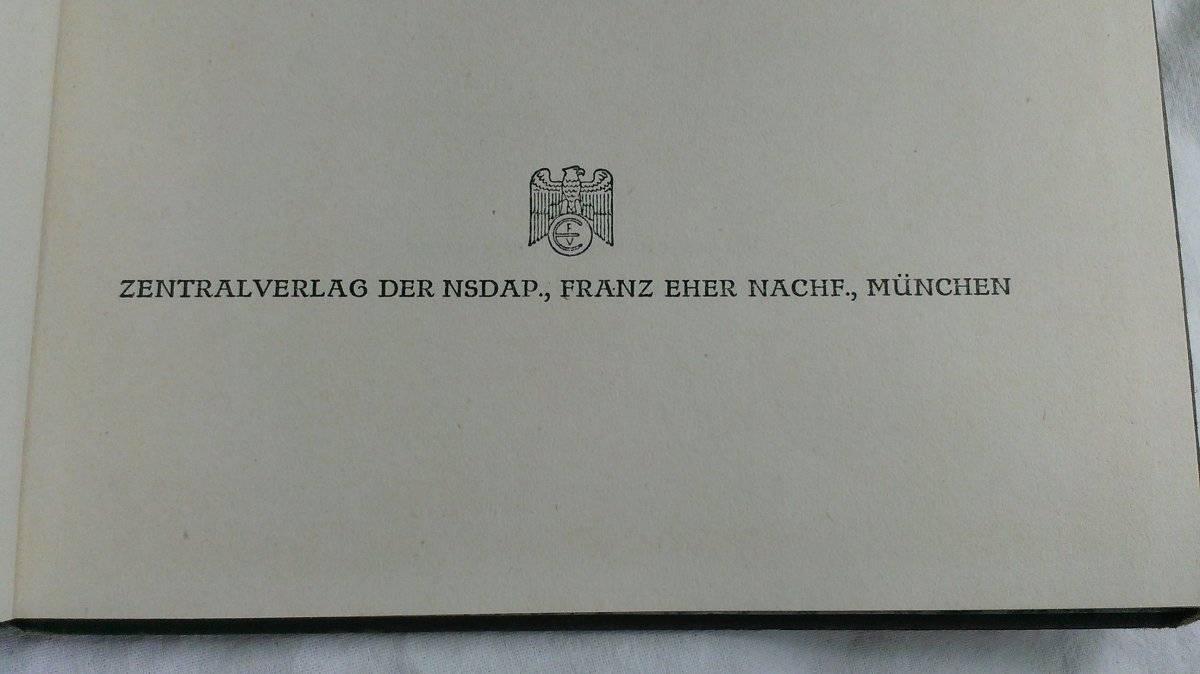 F
E
V
ZENTRALVERLAG DER NSDAP., FRANZ EHER NACHF., MÜNCHEN